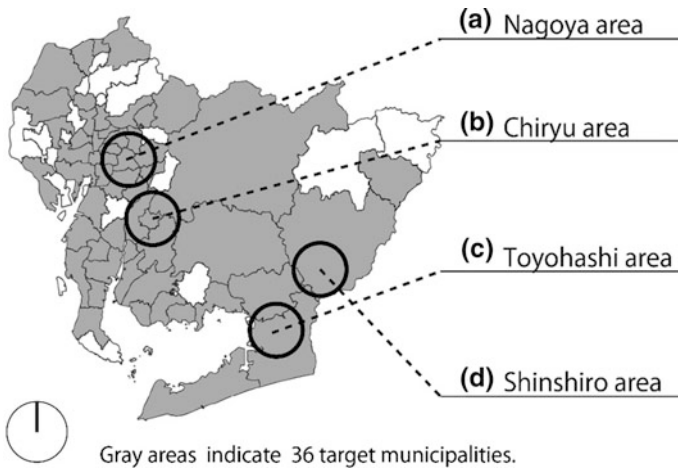 (a) Nagoya area
(b) Chiryu area
(c) Toyohashi area
(d) Shinshiro area
Gray areas indicate 36 target municipalities.